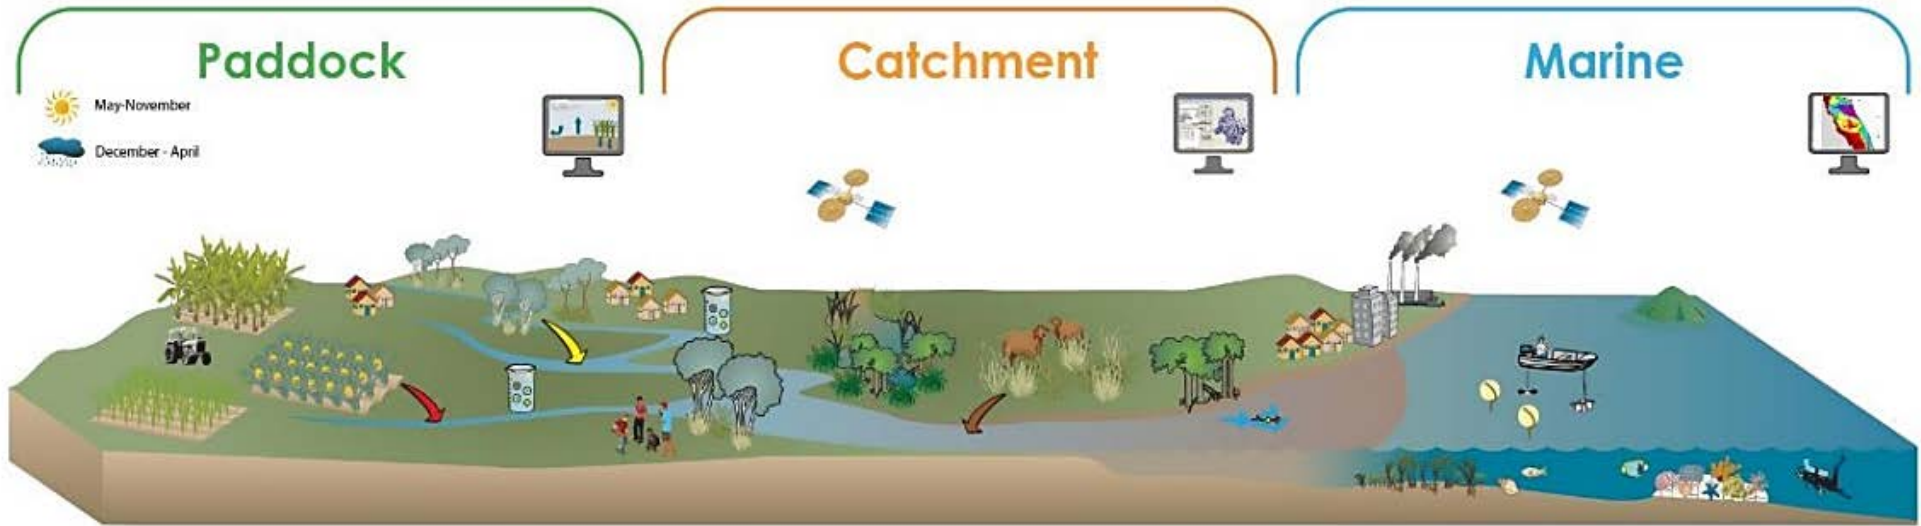 Paddock
Catchment
Marine
May-November
December - April